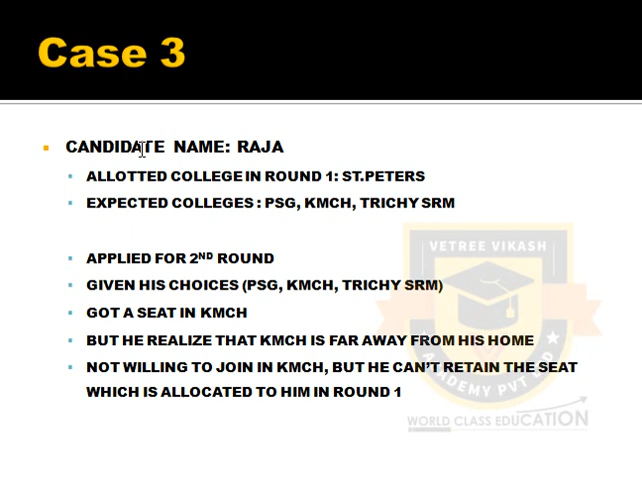 Case 3
CANDIDATE NAME: RAJA
ALLOTTED COLLEGE IN ROUND 1: ST.PETERS
EXPECTED COLLEGES : PSG, KMCH, TRICHY SRM
APPLIED FOR 2ND ROUND
GIVEN HIS CHOICES (PSG, KMCH, TRICHY SRM)
GOT A SEAT IN KMCH
BUT HE REALIZE THAT KMCH IS FAR AWAY FROM HIS HOME
NOT WILLING TO JOIN IN KMCH, BUT HE CAN'T RETAIN THE SEAT
WHICH IS ALLOCATED TO HIM IN ROUND 1
VETREE VIKASH
ACADEMY PVT LTD
WORLD CLASS EDUCATION